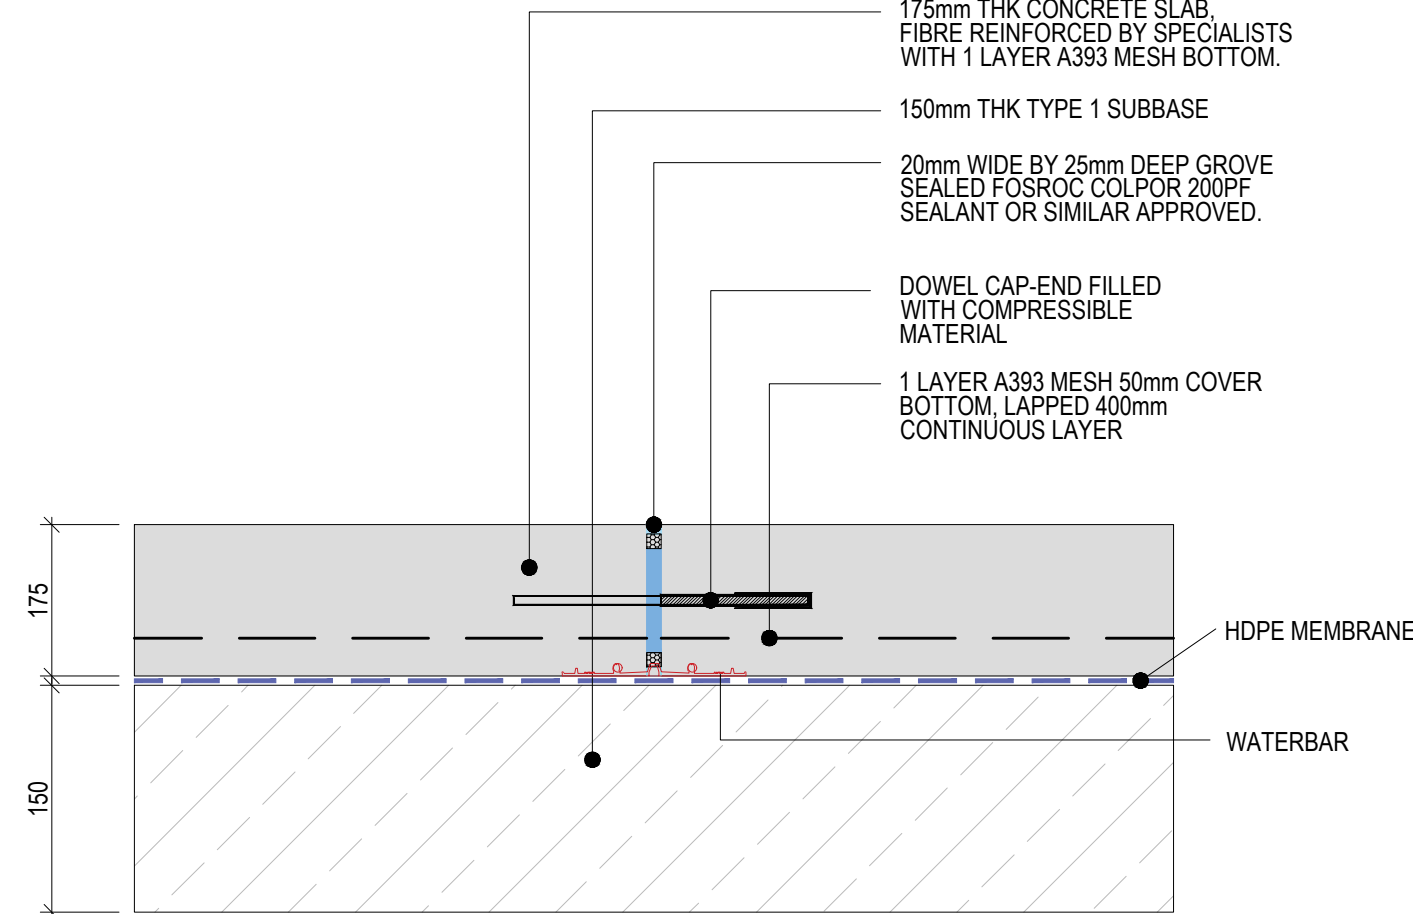 175mm THK CONCRETE SLAB,
FIBRE REINFORCED BY SPECIALISTS
WITH 1 LAYER A393 MESH BOTTOM.
150mm THK TYPE 1 SUBBASE
20mm WIDE BY 25mm DEEP GROVE
SEALED FOSROC COLPOR 200PF
SEALANT OR SIMILAR APPROVED.
DOWEL CAP-END FILLED
WITH COMPRESSIBLE
MATERIAL
1 LAYER A393 MESH 50mm COVER
BOTTOM, LAPPED 400mm
CONTINUOUS LAYER
175
HDPE MEMBRANE
WATERBAR
150